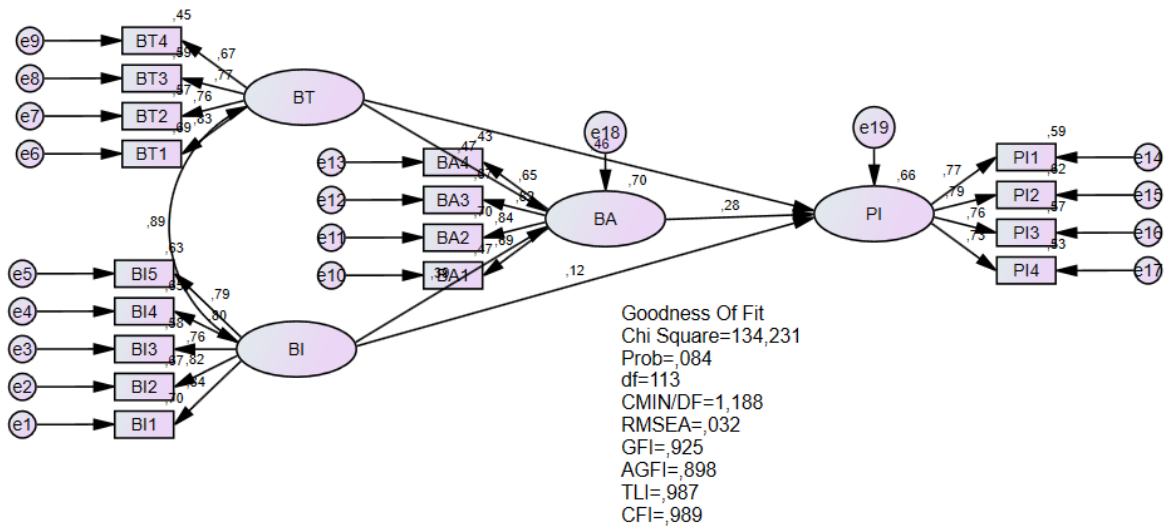 ,45
e9 BT4 ,67
,59
e8 BT3 ,77
BT
,57 ,76
e7 BT2
,69 ,83
e6 BT1
e18
,43
,47
46
e13 BA4 ,65
e12 BA3
,70
BA
e11 BA2 ,84
,47 ,69
e10 BA1
,28
e19
,66
PI
,59
,77 PI1 e14
,62
,79 PI2 e15
,57
,76 PI3 e16
,53
,73 PI4 e17
,89
,12
,63
e5 BI5 ,79
,65
e4 BI4 ,80
,58
e3 BI3 ,76
BI
,67 ,82
e2 BI2
,70
e1 BI1
Goodness Of Fit
Chi Square=134,231
Prob=,084
df=113
CMIN/DF=1,188
RMSEA=,032
GFI=,925
AGFI=,898
TLI=,987
CFI=,989